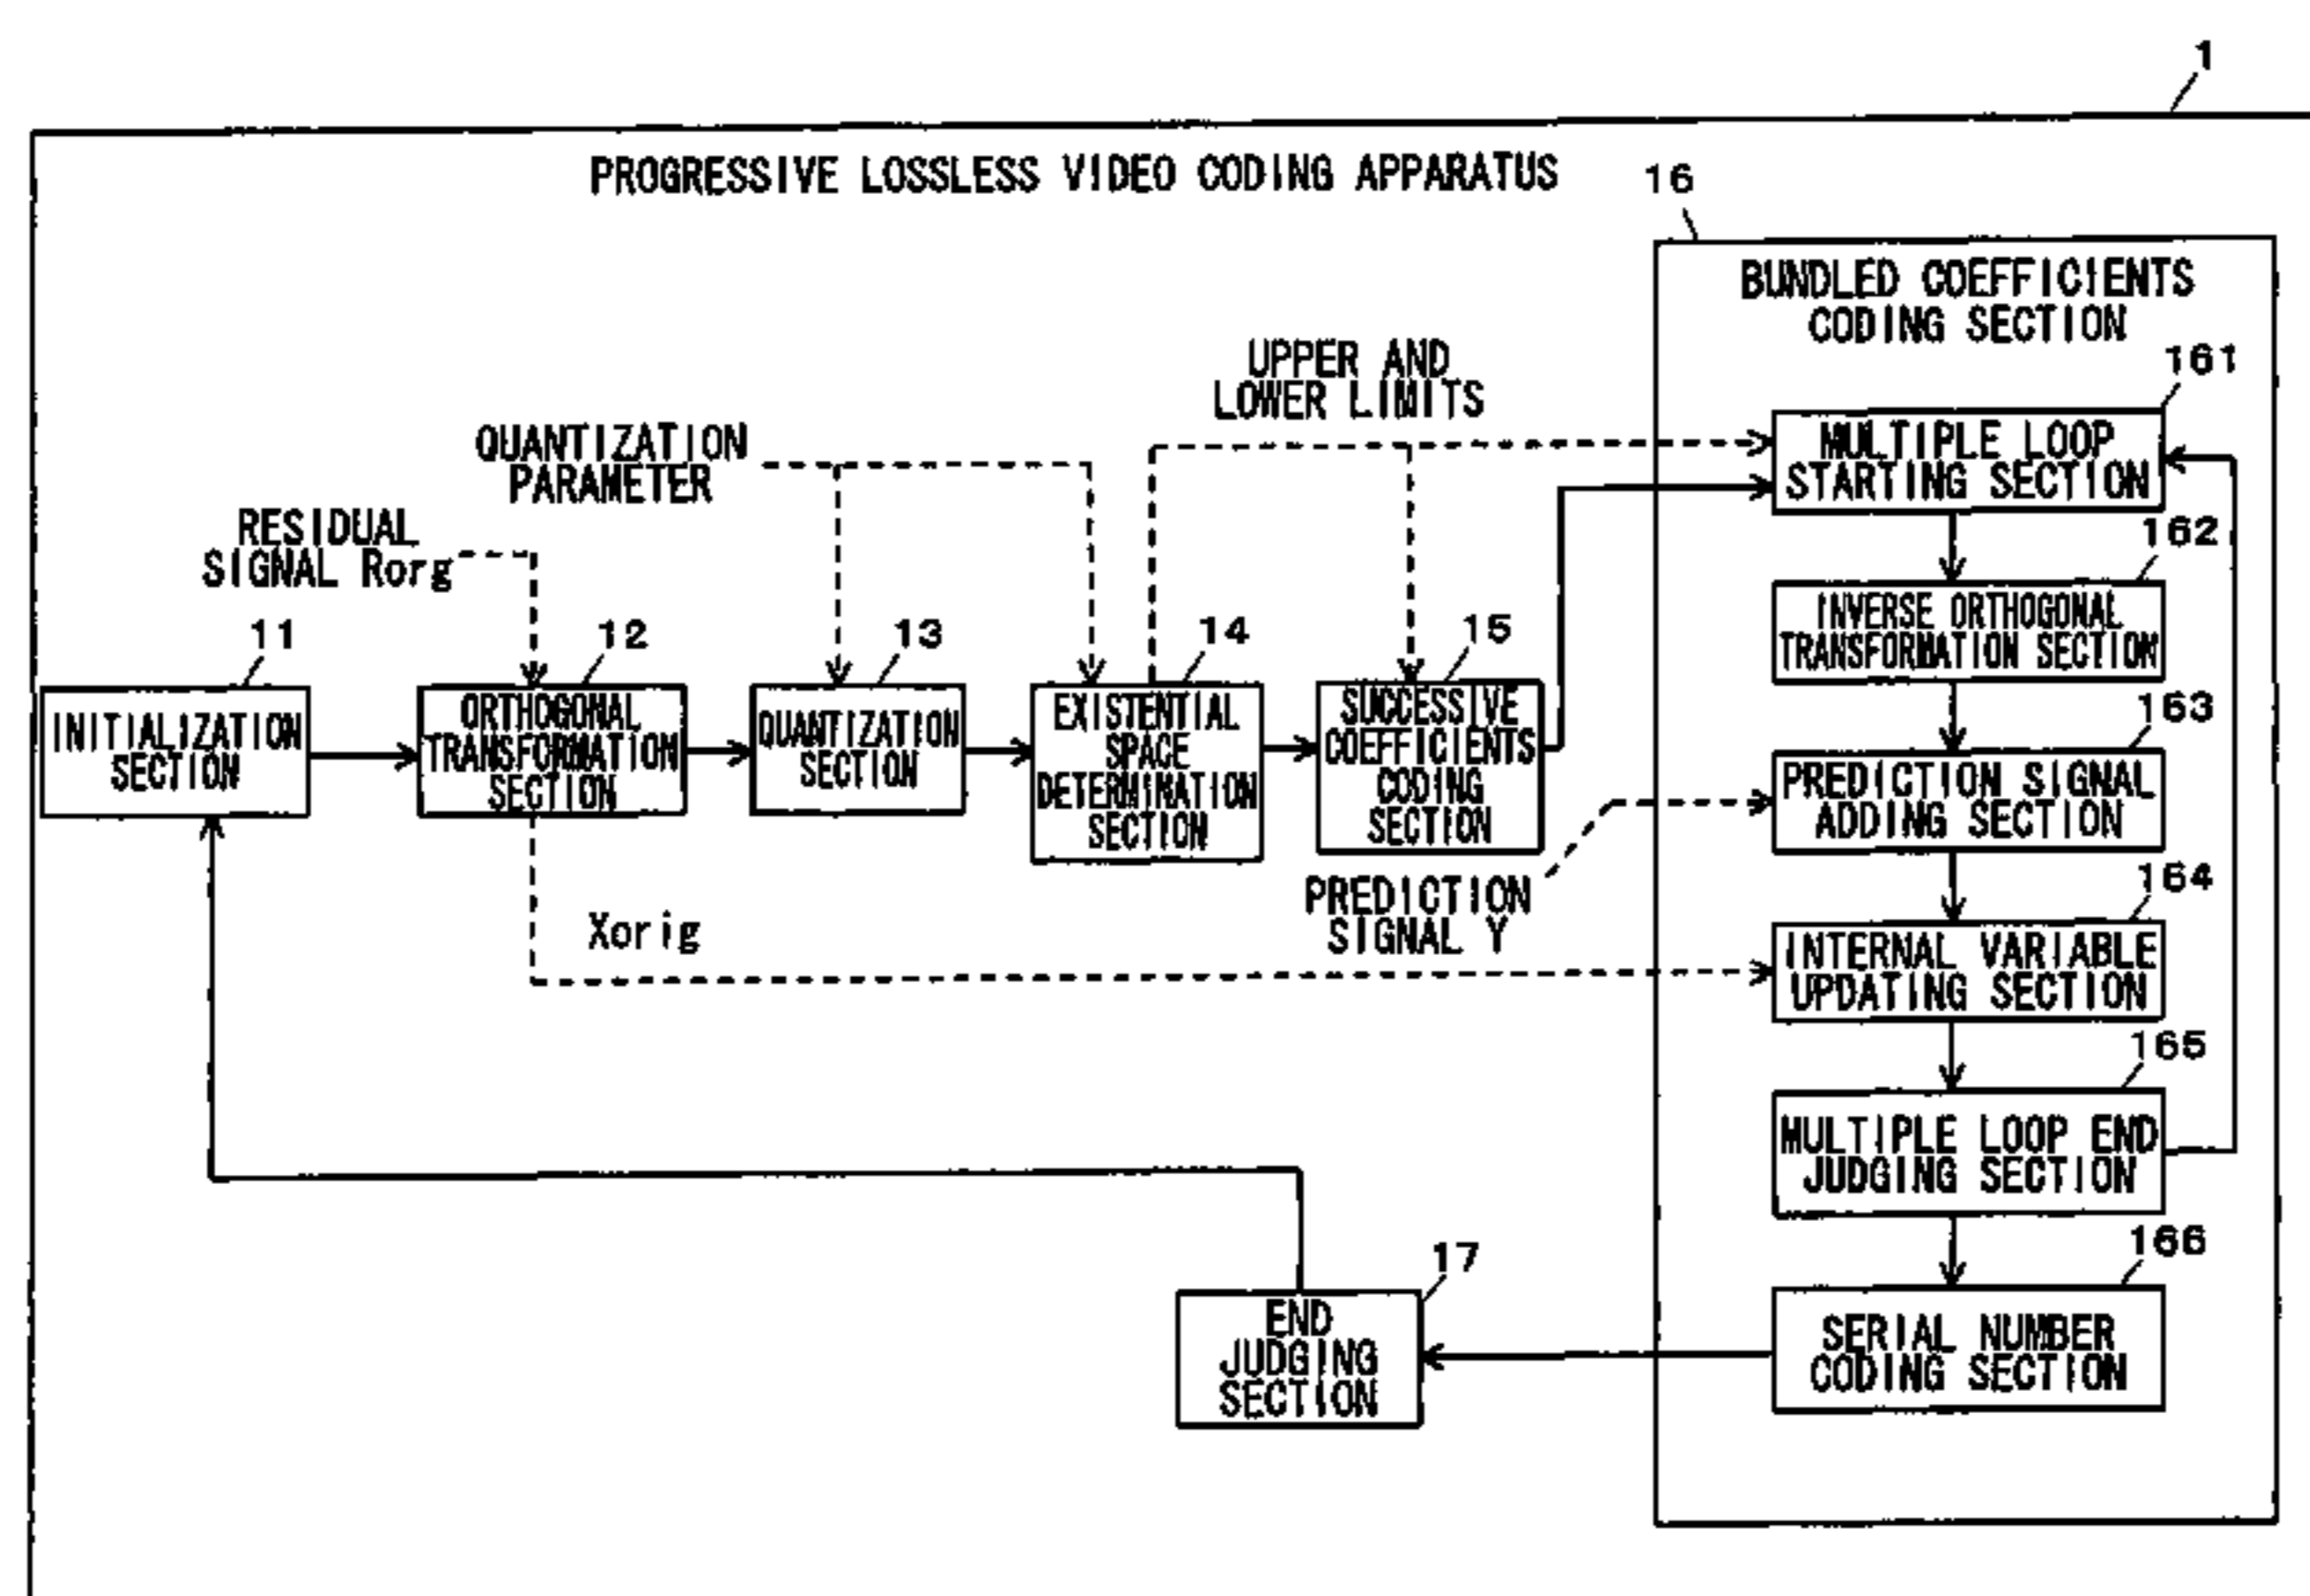 1
PROGRESSIVE LOSSLESS VIDEO CODING APPARATUS
16
BUNDLED COEFFICIENTS
CODING SECTION
UPPER AND
LOWER LIMITS
161
MULTIPLE LOOP
STARTING SECTION
QUANTIZATION
PARAMETER
RESIDUAL
SIGNAL Rorg
162
INVERSE ORTHOGONAL
TRANSFORMATION SECTION
11
INITIALIZATION
SECTION
12
ORTHOGONAL
TRANSFORMATION
SECTION
13
QUANTIZATION
SECTION
14
EXISTENTIAL
SPACE
DETERMINATION
SECTION
15
SUCCESSIVE
COEFFICIENTS
CODING
SECTION
163
PREDICTION SIGNAL
ADDING SECTION
PREDICTION
SIGNAL Y
Xorig
164
INTERNAL VARIABLE
UPDATING SECTION
165
MULTIPLE LOOP END
JUDGING SECTION
17
END
JUDGING
SECTION
166
SERIAL NUMBER
CODING SECTION